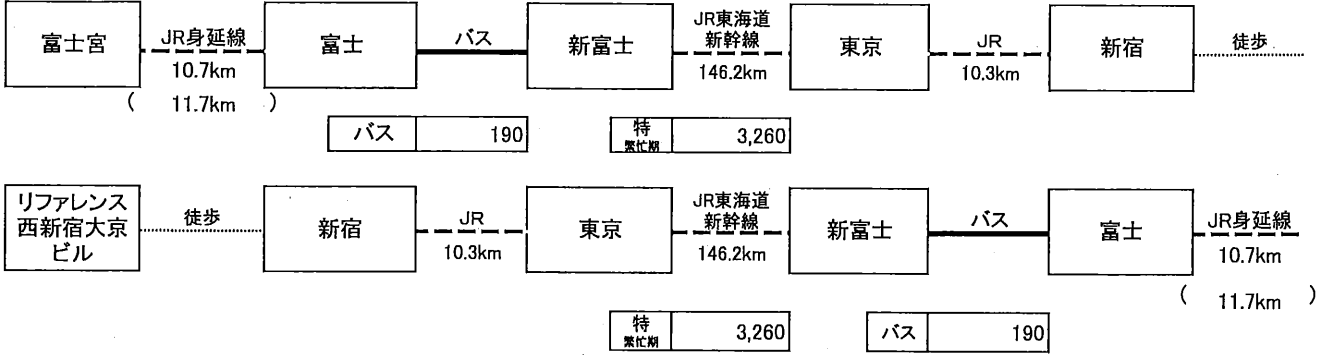 富士宮
JR身延線
10.7km
( 11.7km )
富士
バス
新富士
JR東海道
新幹線
146.2km
東京
JR
10.3km
新宿
徒歩
バス 190
特
繁忙期
3,260
リファレンス
西新宿大京
ビル
徒歩
新宿
JR
10.3km
東京
JR東海道
新幹線
146.2km
新富士
バス
富士
JR身延線
10.7km
( 11.7km )
特
繁忙期
3,260
バス 190